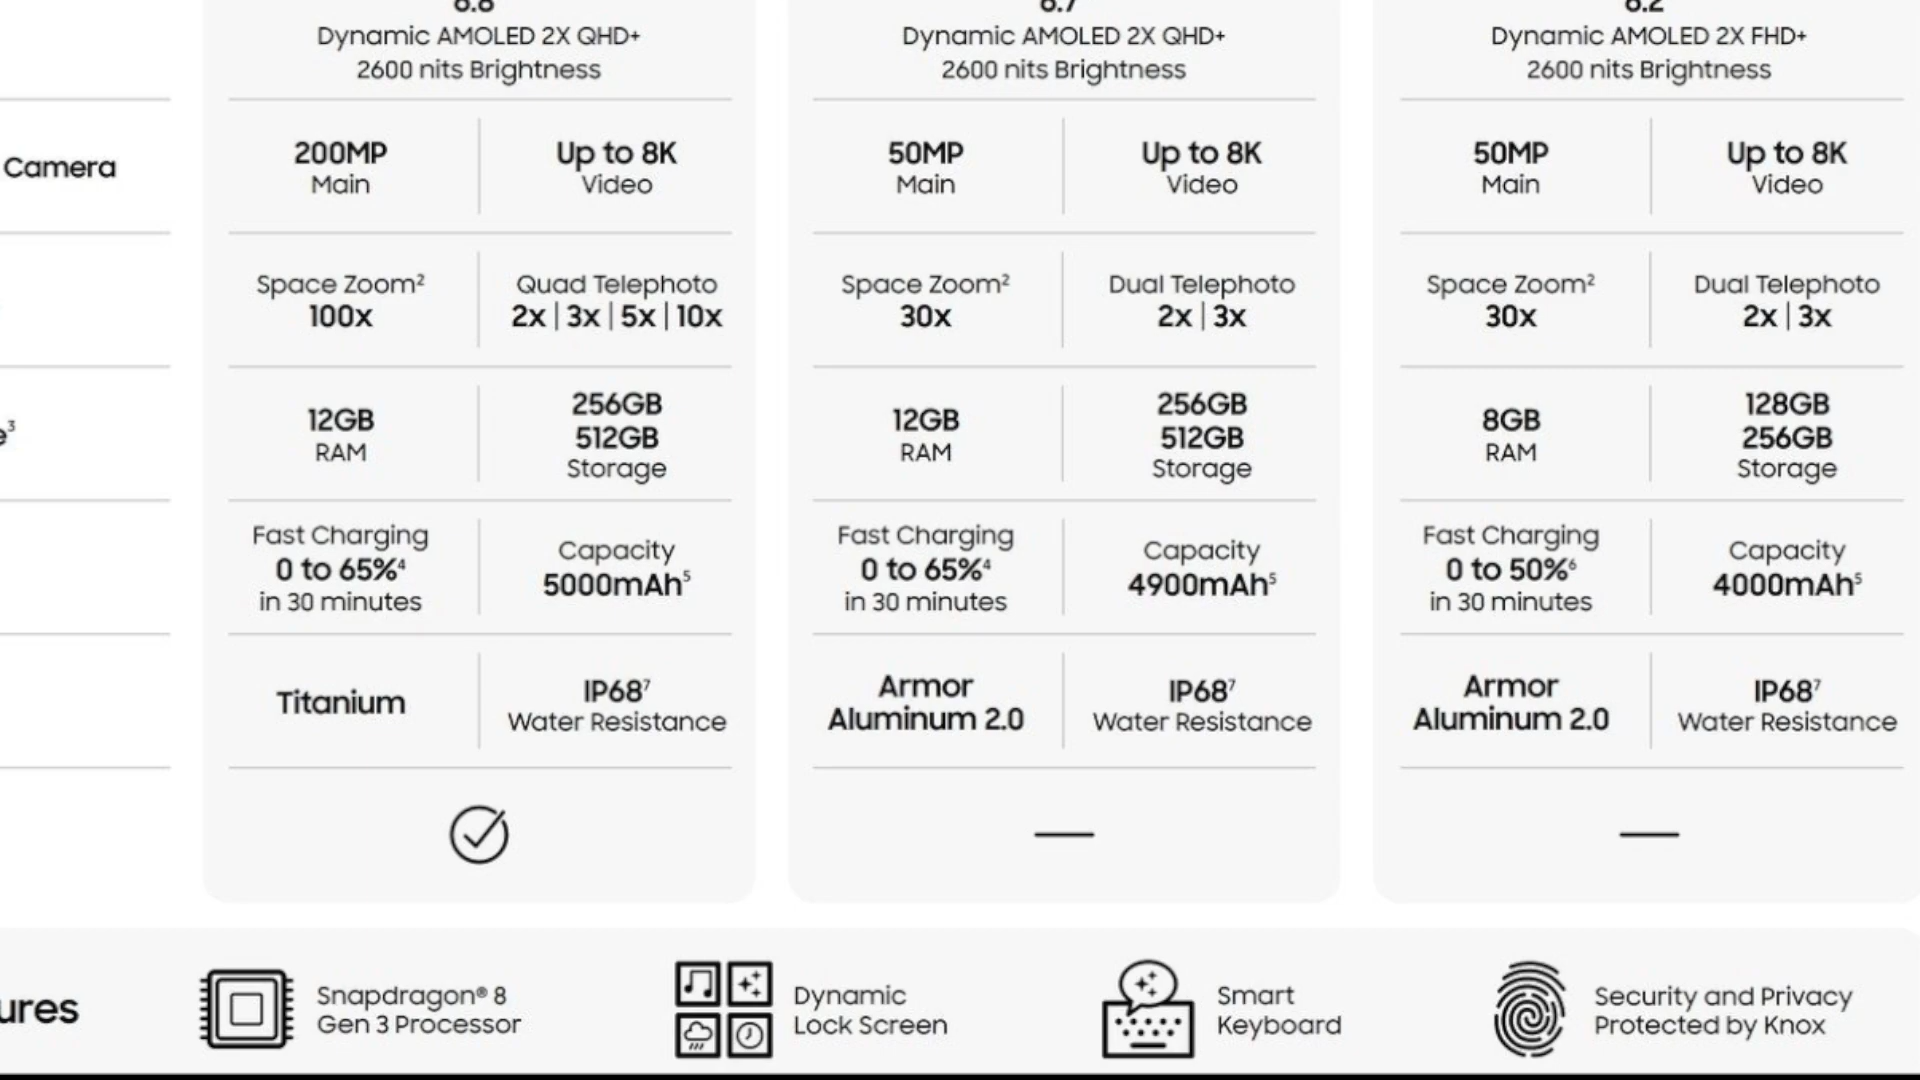 6.8"
6.7"
6.2"
Dynamic AMOLED 2X QHD+
2600 nits Brightness
Dynamic AMOLED 2X QHD+
2600 nits Brightness
Dynamic AMOLED 2X FHD+
2600 nits Brightness
Camera
200MP
Main
Up to 8K
Video
50MP
Main
Up to 8K
Video
50MP
Main
Up to 8K
Video
Space Zoom²
100x
Quad Telephoto
2x | 3x | 5x | 10x
Space Zoom²
30x
Dual Telephoto
2x | 3x
Space Zoom²
30x
Dual Telephoto
2x | 3x
e³
12GB
RAM
256GB
512GB
Storage
12GB
RAM
256GB
512GB
Storage
8GB
RAM
128GB
256GB
Storage
Fast Charging
0 to 65%⁴
in 30 minutes
Capacity
5000mAh⁵
Fast Charging
0 to 65%⁴
in 30 minutes
Capacity
4900mAh⁵
Fast Charging
0 to 50%⁶
in 30 minutes
Capacity
4000mAh⁵
Titanium
IP68⁷
Water Resistance
Armor
Aluminum 2.0
IP68⁷
Water Resistance
Armor
Aluminum 2.0
IP68⁷
Water Resistance
ures
Snapdragon® 8
Gen 3 Processor
Dynamic
Lock Screen
Smart
Keyboard
Security and Privacy
Protected by Knox